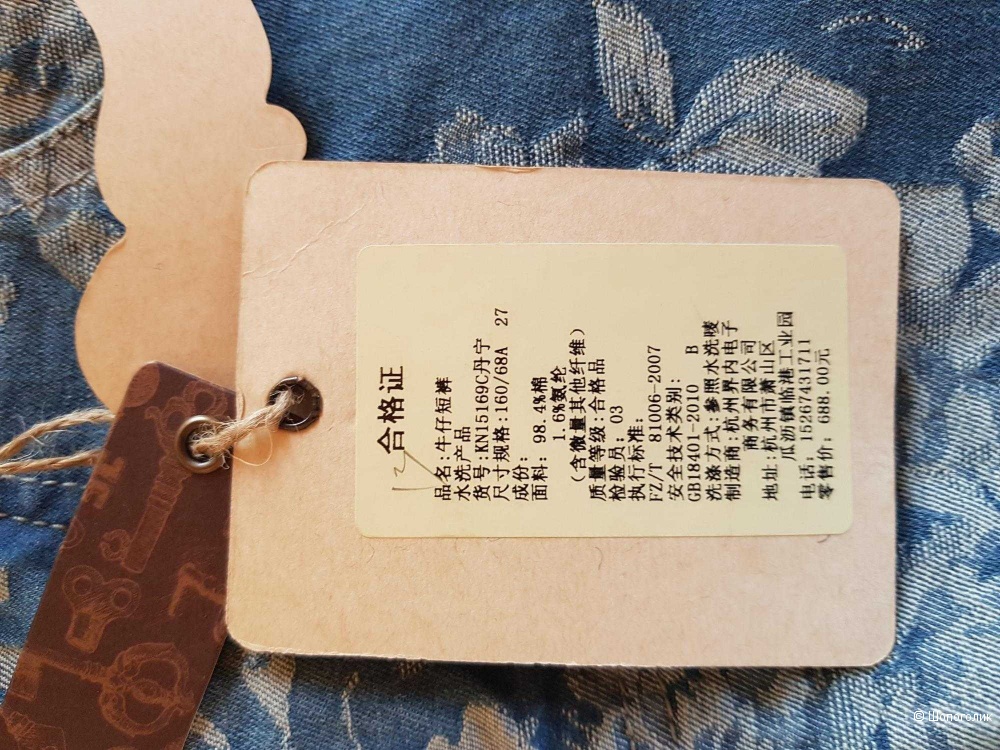 合格证
品名:牛仔短裤
水洗产品
货号:KN15169C丹宁
尺寸规格:160/68A 27
成份:
面料: 98.4%棉
1.6%氨纶
(含微量其他纤维)
质量等级:合格品
检验员: 03
执行标准:
FZ/T 81006-2007
安全技术类别:
GB18401-2010 B
洗涤方式:参照水洗唛
制造商:杭州界内电子
商务有限公司
地址:杭州市萧山区
瓜沥镇临港工业园
电话: 15267431711
零售价: 688.00元
© Шопоголик